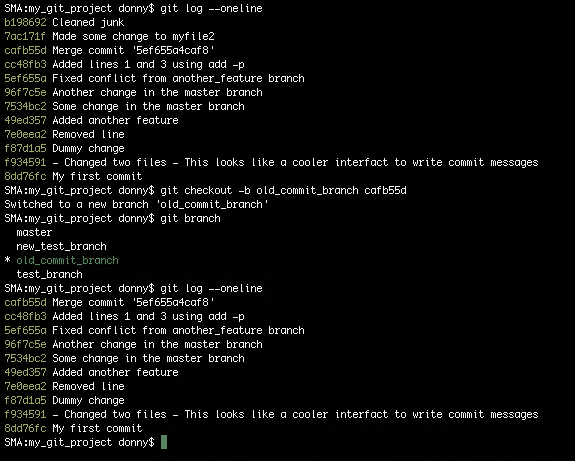 SMA:my_git_project donny$ git log --oneline
b198692 Cleaned junk
7ac171f Made some change to myfile2
cafb55d Merge commit '5ef655a4caf8'
cc48fb3 Added lines 1 and 3 using add -p
5ef655a Fixed conflict from another_feature branch
96f7c5e Another change in the master branch
7534bc2 Some change in the master branch
49ed357 Added another feature
7e0eea2 Removed line
f87d1a5 Dummy change
f934591 - Changed two files - This looks like a cooler interfact to write commit messages
8dd76fc My first commit
SMA:my_git_project donny$ git checkout -b old_commit_branch cafb55d
Switched to a new branch 'old_commit_branch'
SMA:my_git_project donny$ git branch
  master
  new_test_branch
* old_commit_branch
  test_branch
SMA:my_git_project donny$ git log --oneline
cafb55d Merge commit '5ef655a4caf8'
cc48fb3 Added lines 1 and 3 using add -p
5ef655a Fixed conflict from another_feature branch
96f7c5e Another change in the master branch
7534bc2 Some change in the master branch
49ed357 Added another feature
7e0eea2 Removed line
f87d1a5 Dummy change
f934591 - Changed two files - This looks like a cooler interfact to write commit messages
8dd76fc My first commit
SMA:my_git_project donny$